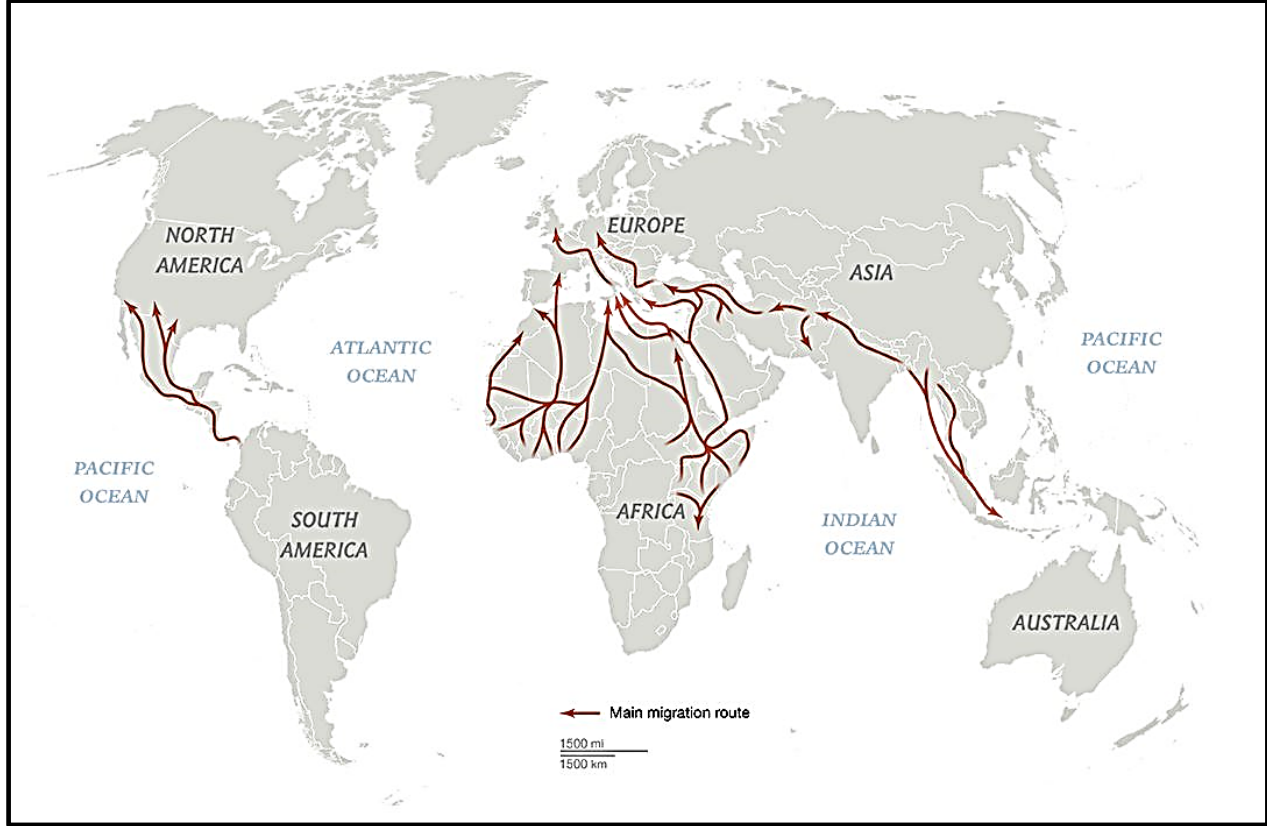 EUROPE
NORTH
AMERICA
ASIA
ATLANTIC
OCEAN
PACIFIC
OCEAN
PACIFIC
OCEAN
SOUTH
AMERICA
AFRICA
INDIAN
OCEAN
AUSTRALIA
Main migration route
1500 mi
1500 km